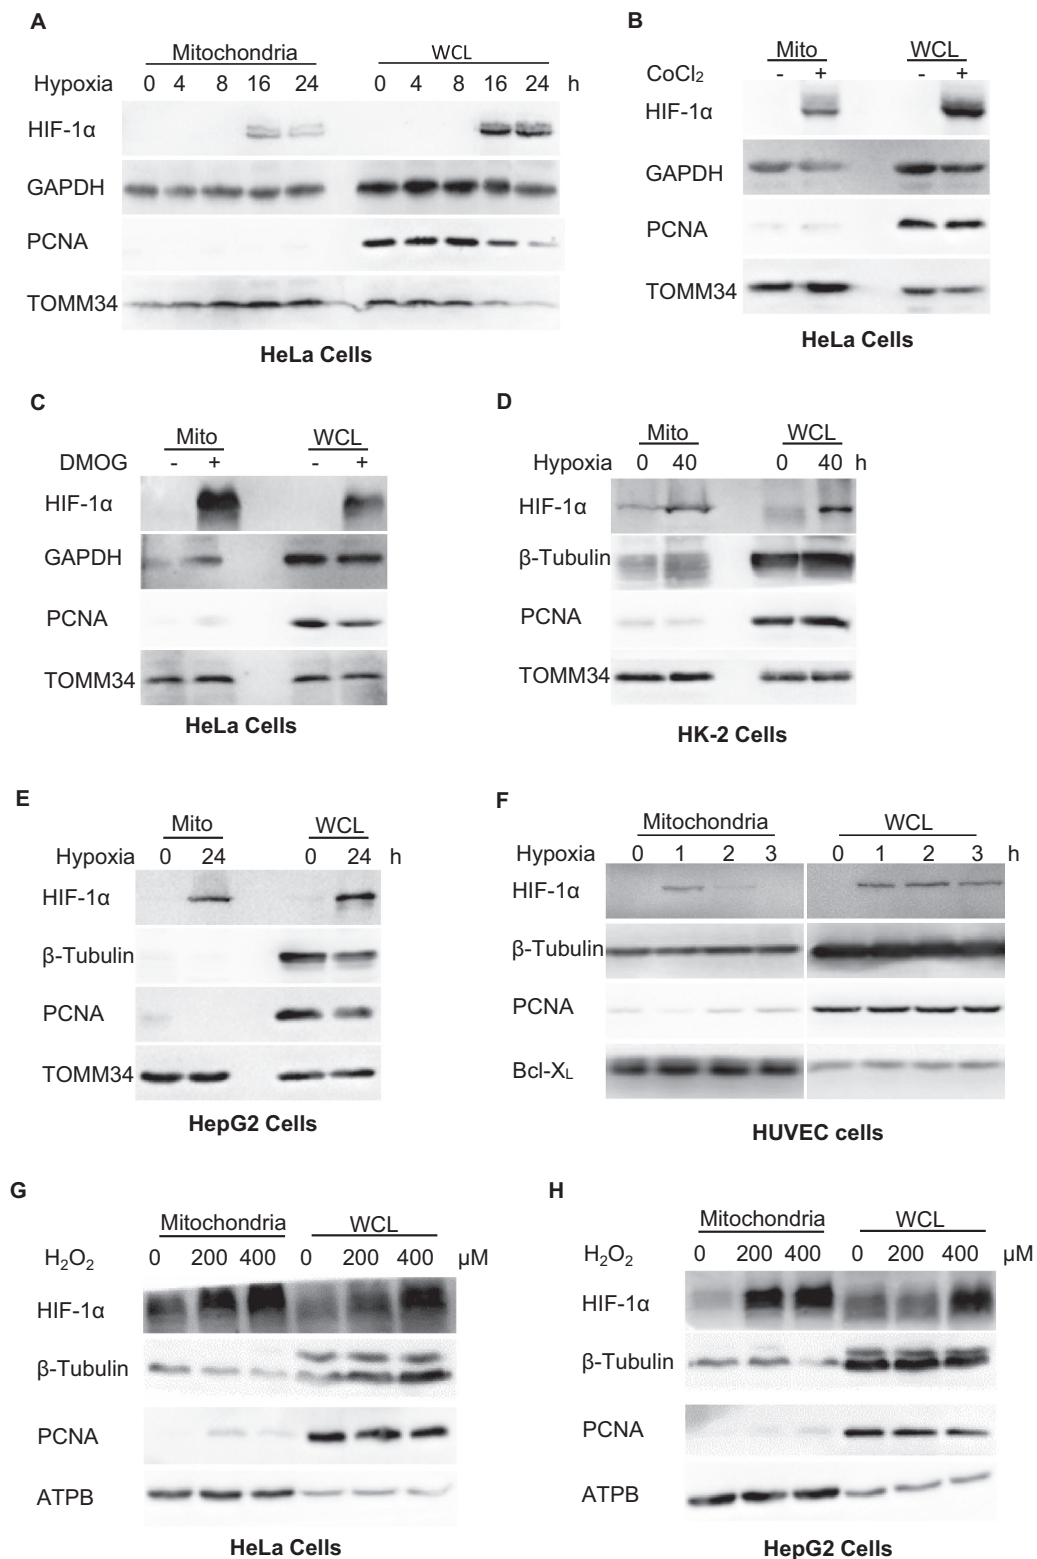 A
Mitochondria WCL
Hypoxia 0 4 8 16 24 0 4 8 16 24 h
HIF-1α
GAPDH
PCNA
TOMM34
HeLa Cells
B
Mito WCL
CoCl₂ - + - +
HIF-1α
GAPDH
PCNA
TOMM34
HeLa Cells
C
Mito WCL
DMOG - + - +
HIF-1α
GAPDH
PCNA
TOMM34
HeLa Cells
D
Mito WCL
Hypoxia 0 40 0 40 h
HIF-1α
β-Tubulin
PCNA
TOMM34
HK-2 Cells
E
Mito WCL
Hypoxia 0 24 0 24 h
HIF-1α
β-Tubulin
PCNA
TOMM34
HepG2 Cells
F
Mitochondria WCL
Hypoxia 0 1 2 3 0 1 2 3 h
HIF-1α
β-Tubulin
PCNA
Bcl-X_L
HUVEC cells
G
Mitochondria WCL
H₂O₂ 0 200 400 0 200 400 μM
HIF-1α
β-Tubulin
PCNA
ATPB
HeLa Cells
H
Mitochondria WCL
H₂O₂ 0 200 400 0 200 400 μM
HIF-1α
β-Tubulin
PCNA
ATPB
HepG2 Cells